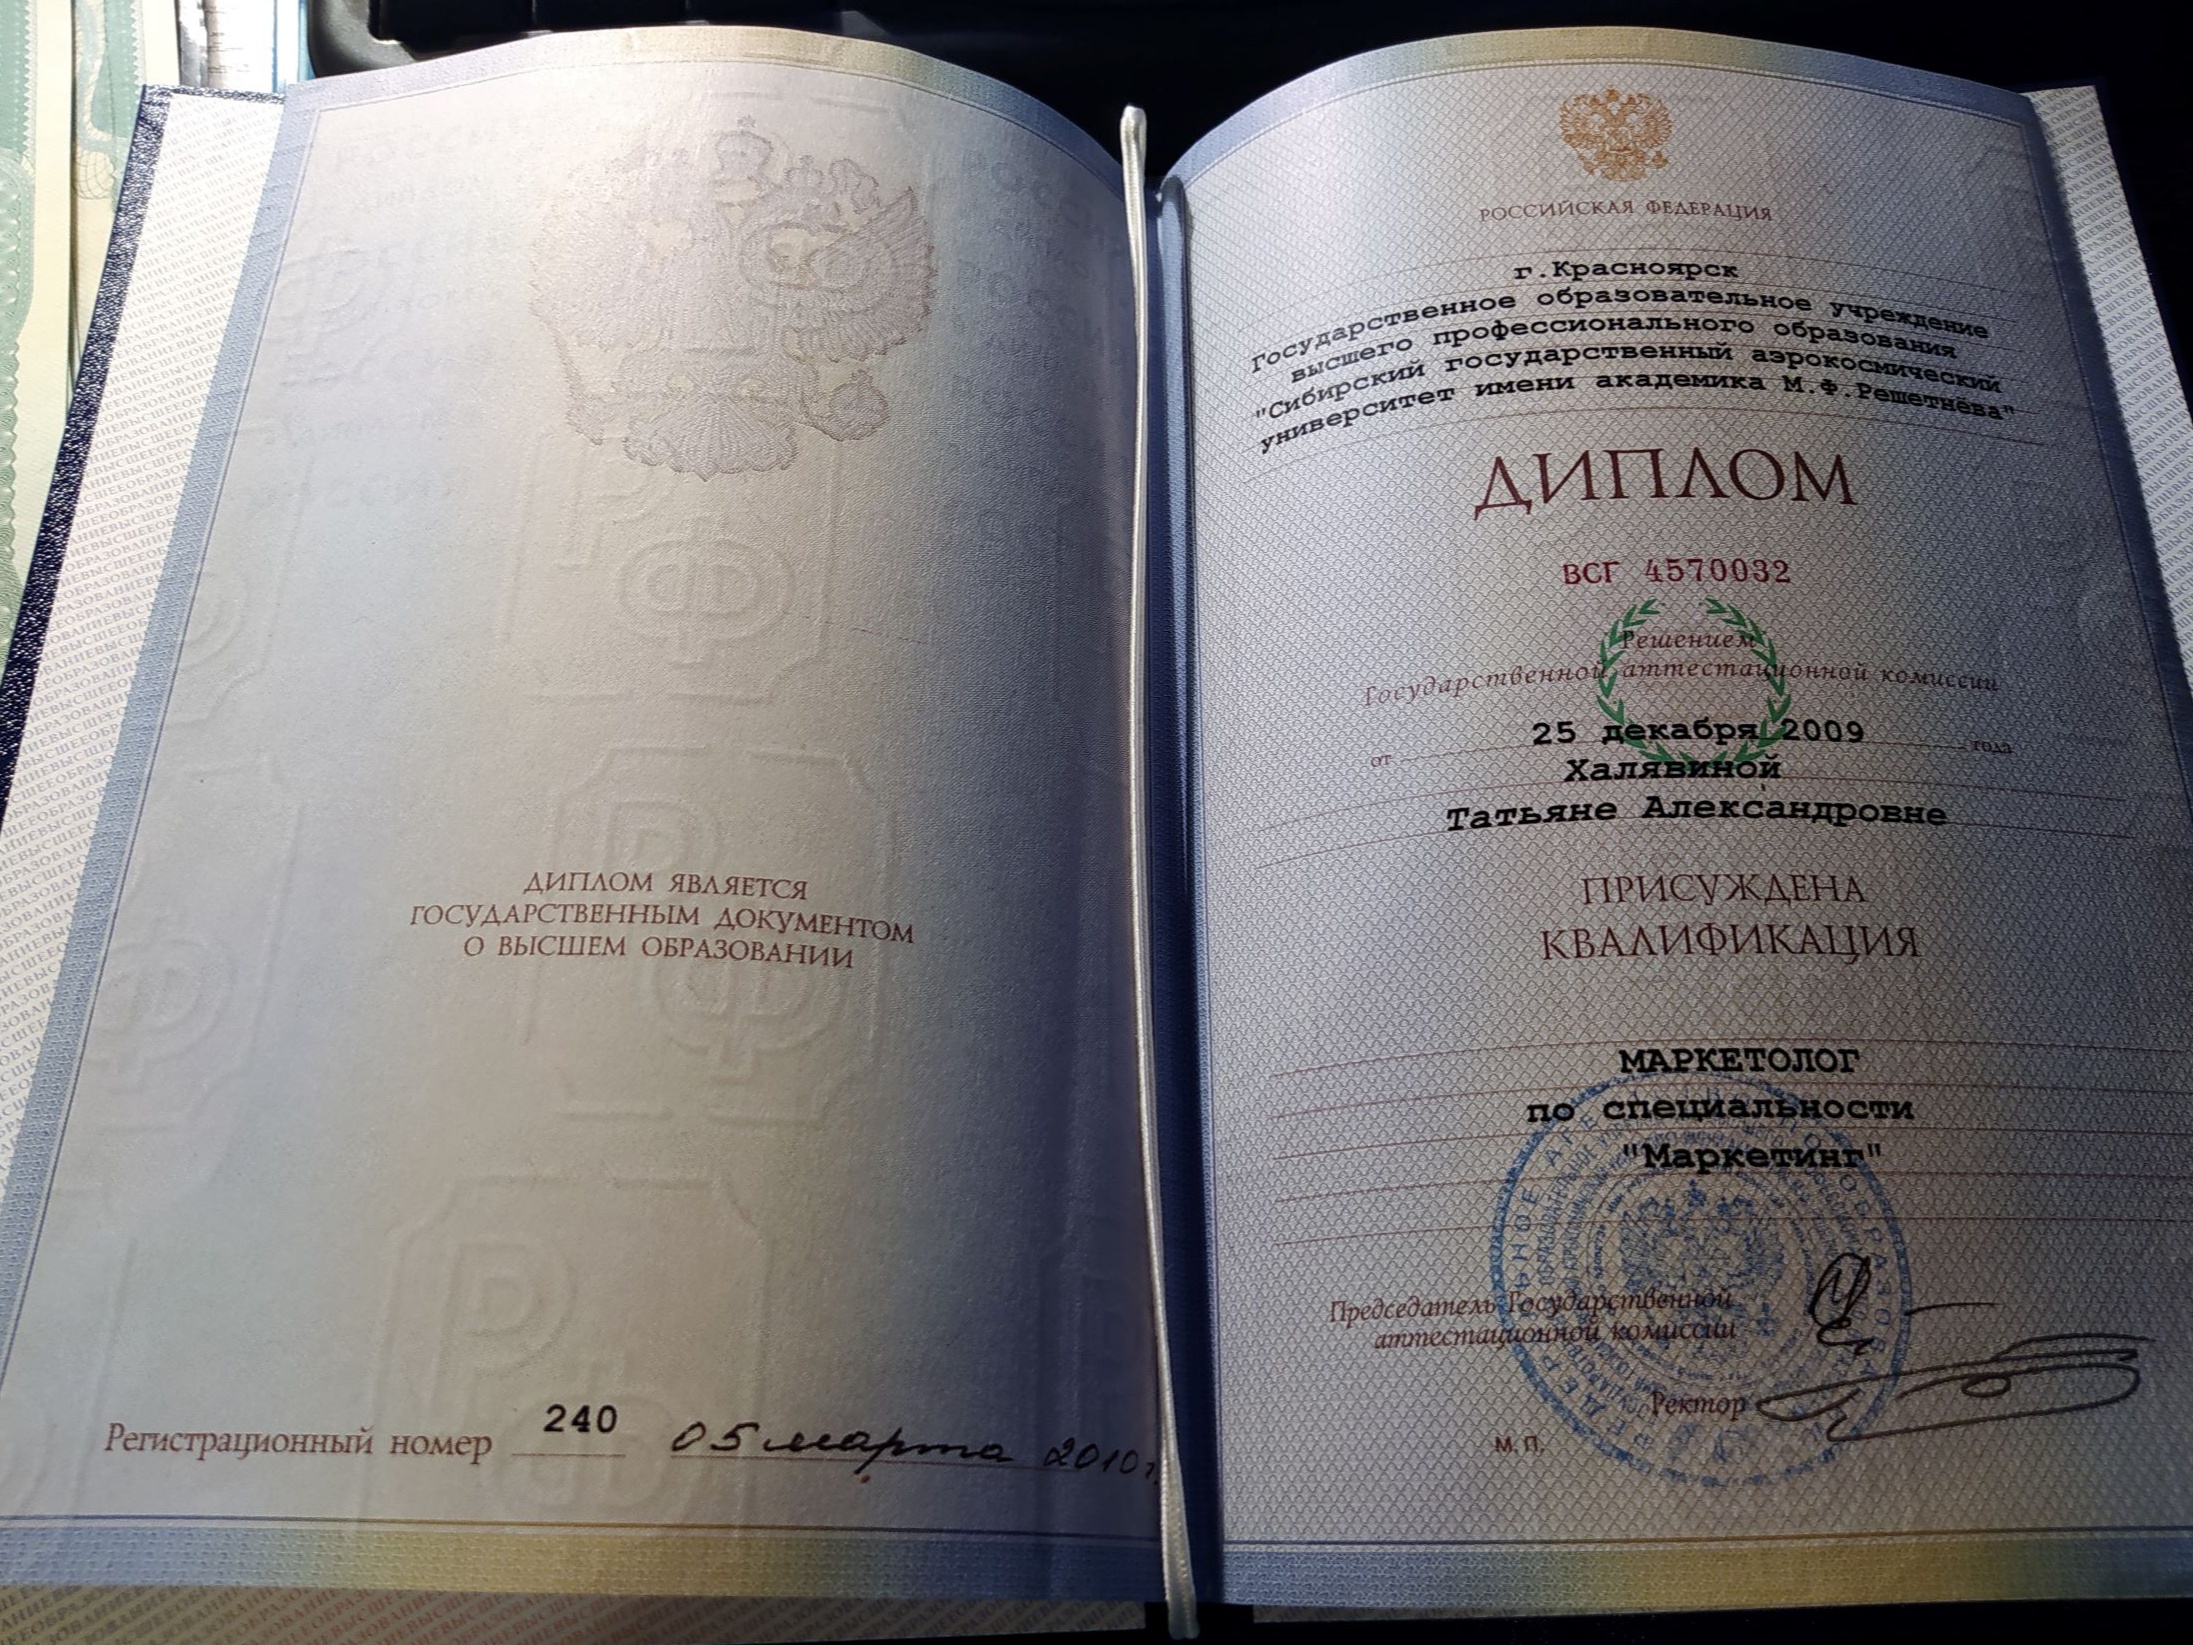 ДИПЛОМ ЯВЛЯЕТСЯ
ГОСУДАРСТВЕННЫМ ДОКУМЕНТОМ
О ВЫСШЕМ ОБРАЗОВАНИИ
Регистрационный номер 240 05 марта 2010г
РОССИЙСКАЯ ФЕДЕРАЦИЯ
г.Красноярск
Государственное образовательное учреждение
высшего профессионального образования
"Сибирский государственный аэрокосмический
университет имени академика М.Ф.Решетнёва"
ДИПЛОМ
ВСГ 4570032
Решением
Государственной аттестационной комиссии
от 25 декабря 2009 года
Халявиной
Татьяне Александровне
ПРИСУЖДЕНА
КВАЛИФИКАЦИЯ
МАРКЕТОЛОГ
по специальности
"Маркетинг"
Председатель Государственной
аттестационной комиссии
Ректор
М.П.